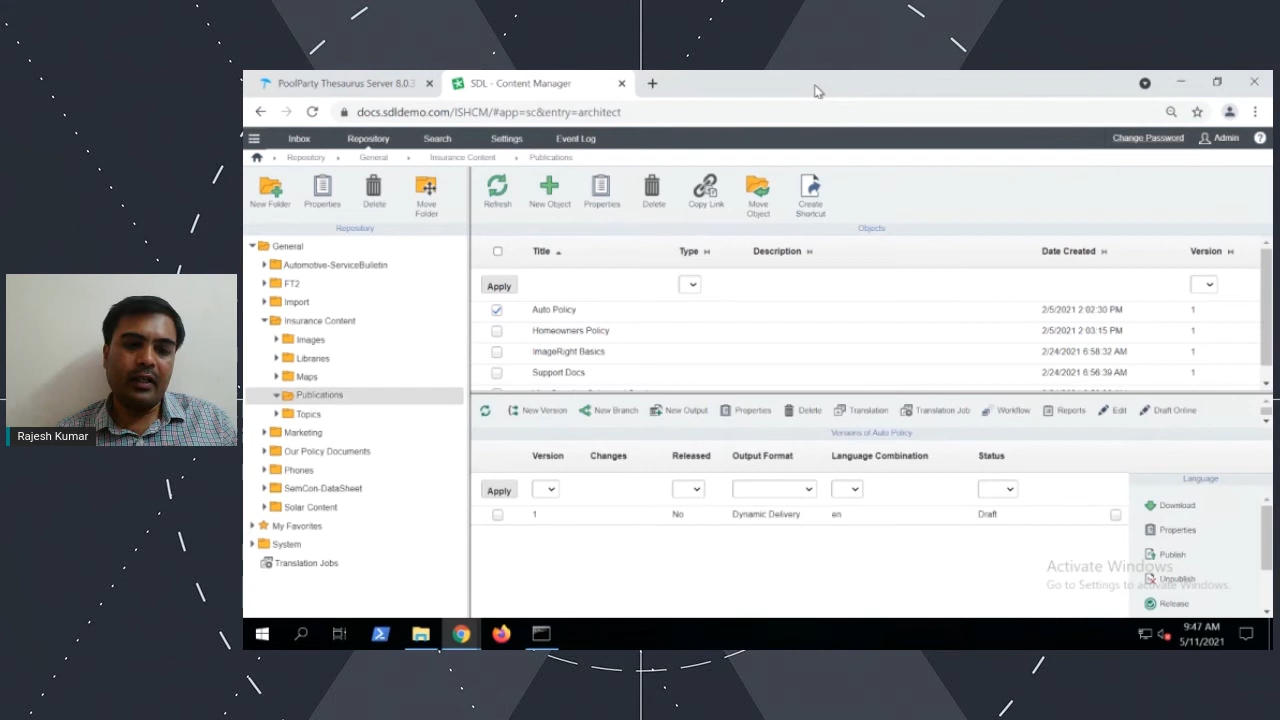 PoolParty Thesaurus Server 8.0.3
SDL - Content Manager
docs.sdldemo.com/ISHCM/#app=sc&entry=architect
Inbox Repository Search Settings Event Log Change Password Admin
Repository General Insurance Content Publications
New Folder Properties Delete Move Folder
Refresh New Object Properties Delete Copy Link Move Object Create Shortcut
Repository
Objects
General
Automotive-ServiceBulletin
FT2
Import
Insurance Content
Images
Libraries
Maps
Publications
Topics
Marketing
Our Policy Documents
Phones
SemCon-DataSheet
Solar Content
My Favorites
System
Translation Jobs
Title Type Description Date Created Version
Apply
Auto Policy 2/5/2021 2:02:30 PM 1
Homeowners Policy 2/5/2021 2:03:15 PM 1
ImageRight Basics 2/24/2021 6:58:32 AM 1
Support Docs 2/24/2021 6:56:39 AM 1
New Version New Branch New Output Properties Delete Translation Translation Job Workflow Reports Edit Draft Online
Versions of Auto Policy
Version Changes Released Output Format Language Combination Status
Apply
1 No Dynamic Delivery en Draft
Language
Download
Properties
Publish
Unpublish
Release
Activate Windows
Go to Settings to activate Windows.
Rajesh Kumar
9:47 AM
5/11/2021